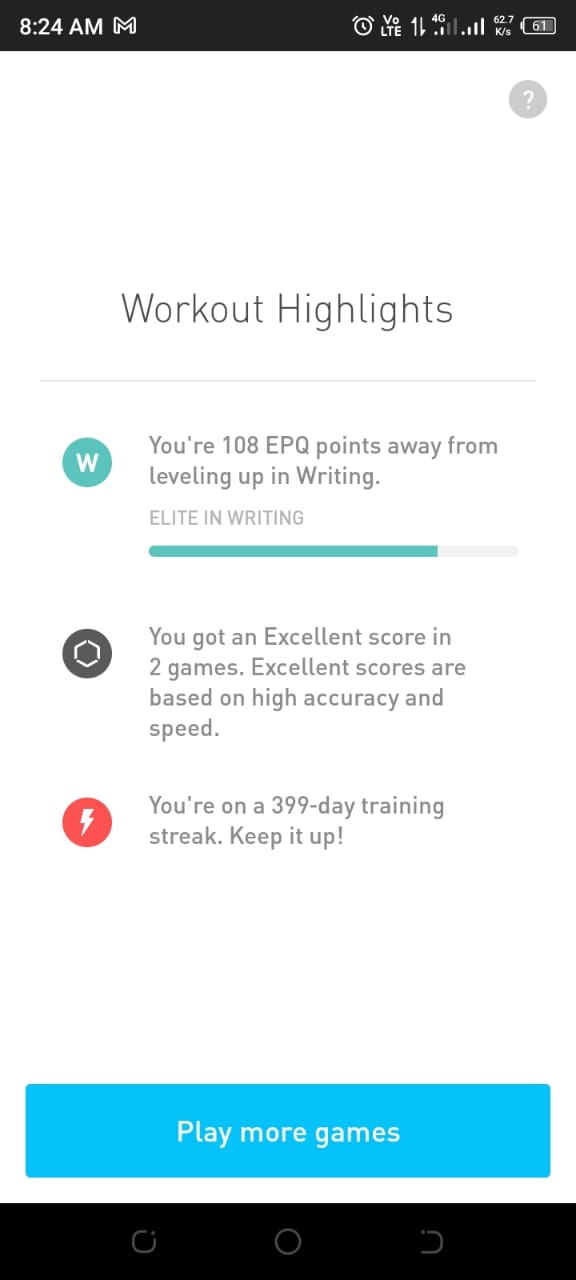 8:24 AM
Vo LTE 4G 62.7 K/s 61
?
Workout Highlights
W
You're 108 EPQ points away from
leveling up in Writing.
ELITE IN WRITING
You got an Excellent score in
2 games. Excellent scores are
based on high accuracy and
speed.
You're on a 399-day training
streak. Keep it up!
Play more games